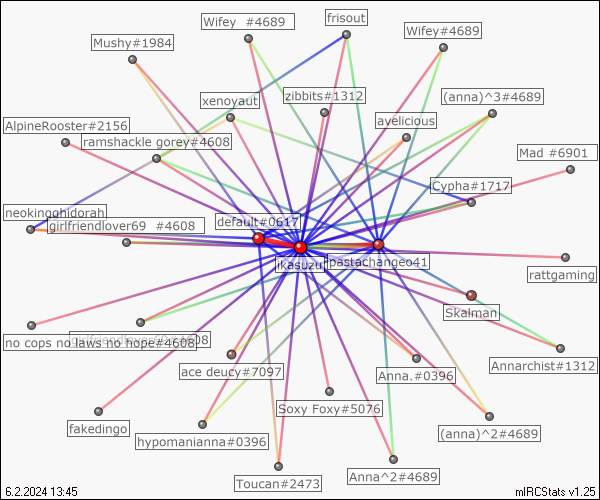 frisout
Wifey  #4689
Wifey#4689
Mushy#1984
zibbits#1312
(anna)^3#4689
xenoyaut
avelicious
AlpineRooster#2156
ramshackle gorey#4608
Mad  #6901
Cypha#1717
neokingghidorah
girlfriendlover69  #4608
default#0617
ikasuzu
pastachangeo41
rattgaming
Skalman
no cops no laws no hope#4608
Annarchist#1312
ace deucy#7097
Anna.#0396
Soxy Foxy#5076
fakedingo
hypomanianna#0396
(anna)^2#4689
Toucan#2473
Anna^2#4689
6.2.2024 13:45
mIRCStats v1.25